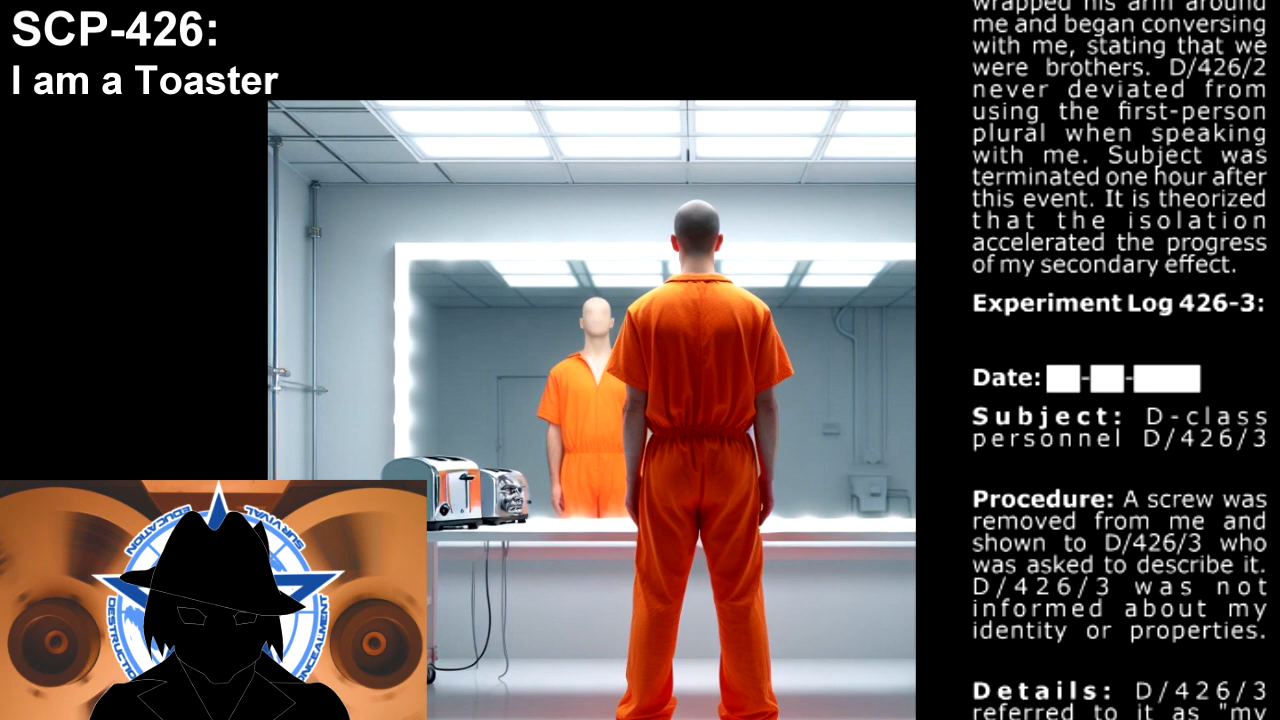 SCP-426:
I am a Toaster
wrapped his arm around
me and began conversing
with me, stating that we
were brothers. D/426/2
never deviated from
using the first-person
plural when speaking
with me. Subject was
terminated one hour after
this event. It is theorized
that the isolation
accelerated the progress
of my secondary effect.
Experiment Log 426-3:
Date: ██-██-████
Subject: D-class
personnel D/426/3
Procedure: A screw was
removed from me and
shown to D/426/3 who
was asked to describe it.
D/426/3 was not
informed about my
identity or properties.
Details: D/426/3
referred to it as "my
EDUCATION
SURVIVAL